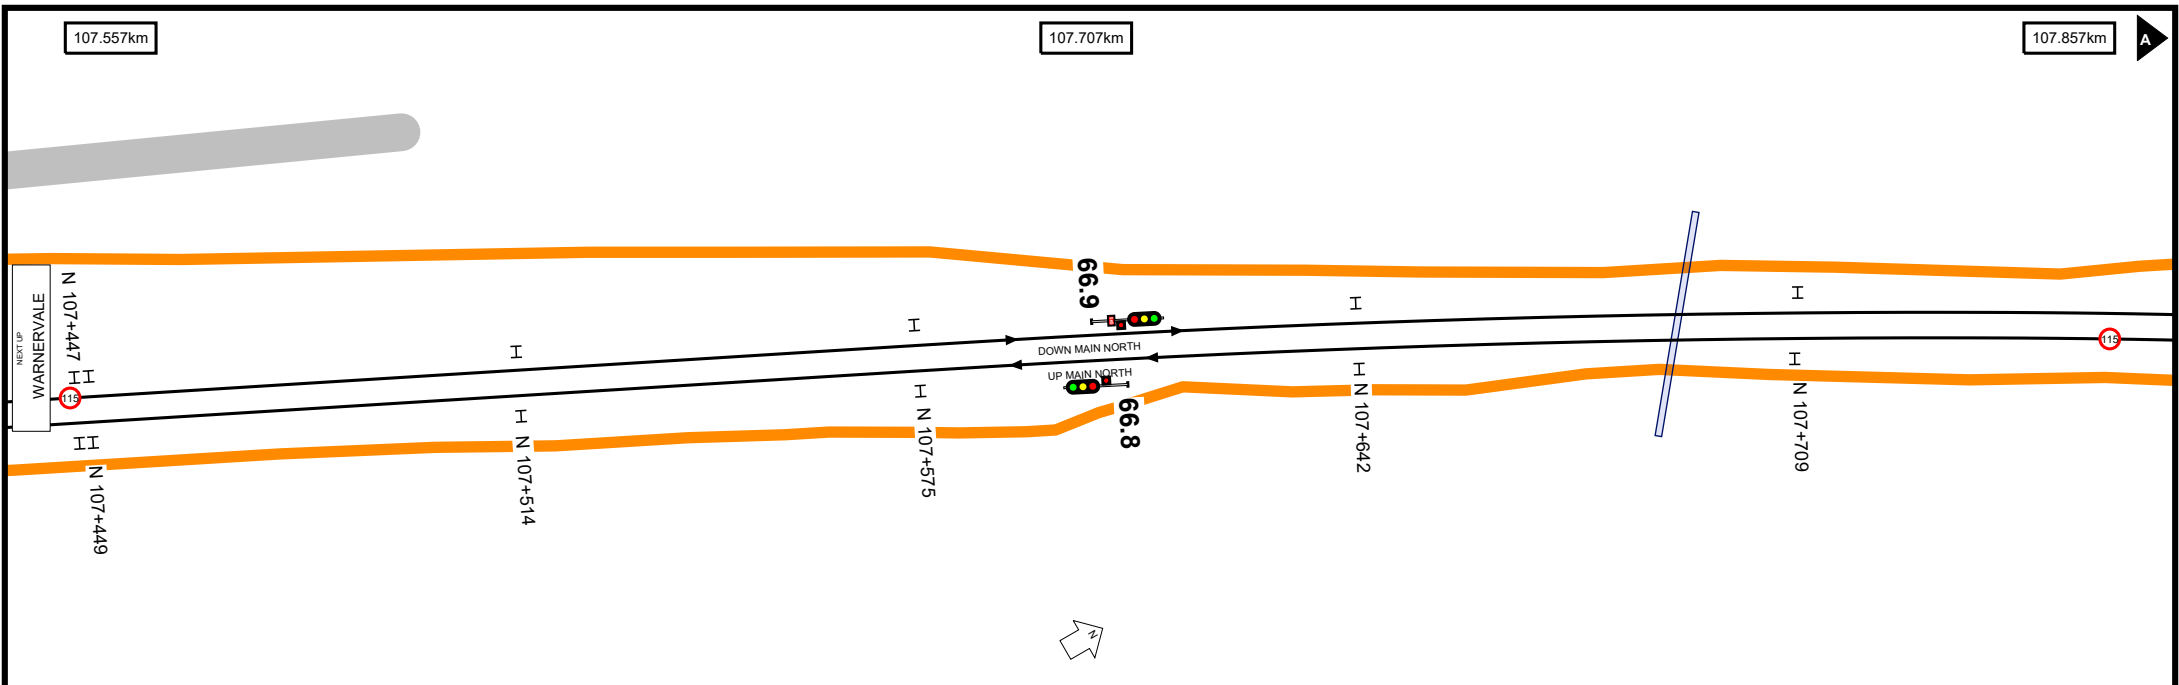 107.557km
107.707km
107.857km
A
NEXT UP
WARNERVALE
N 107+447
H
H
115
H
H
N 107+449
H
H
N 107+514
H
H
N 107+575
66.9
DOWN MAIN NORTH
UP MAIN NORTH
66.8
H
H
N 107+642
H
H
N 107+709
115
N